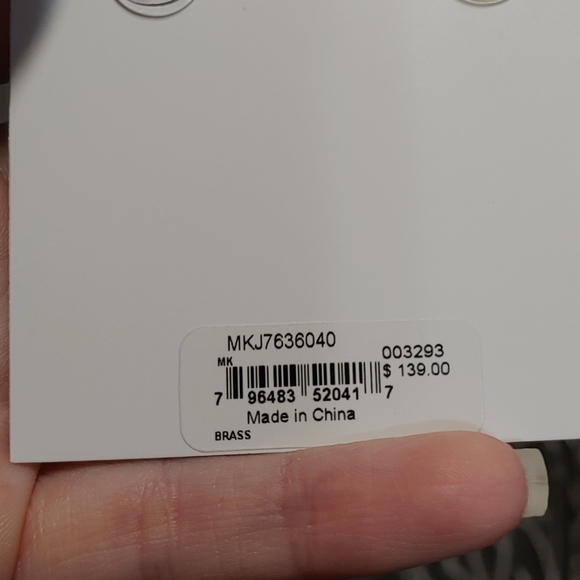 MKJ7636040
MK
003293
$ 139.00
7 96483 52041 7
Made in China
BRASS